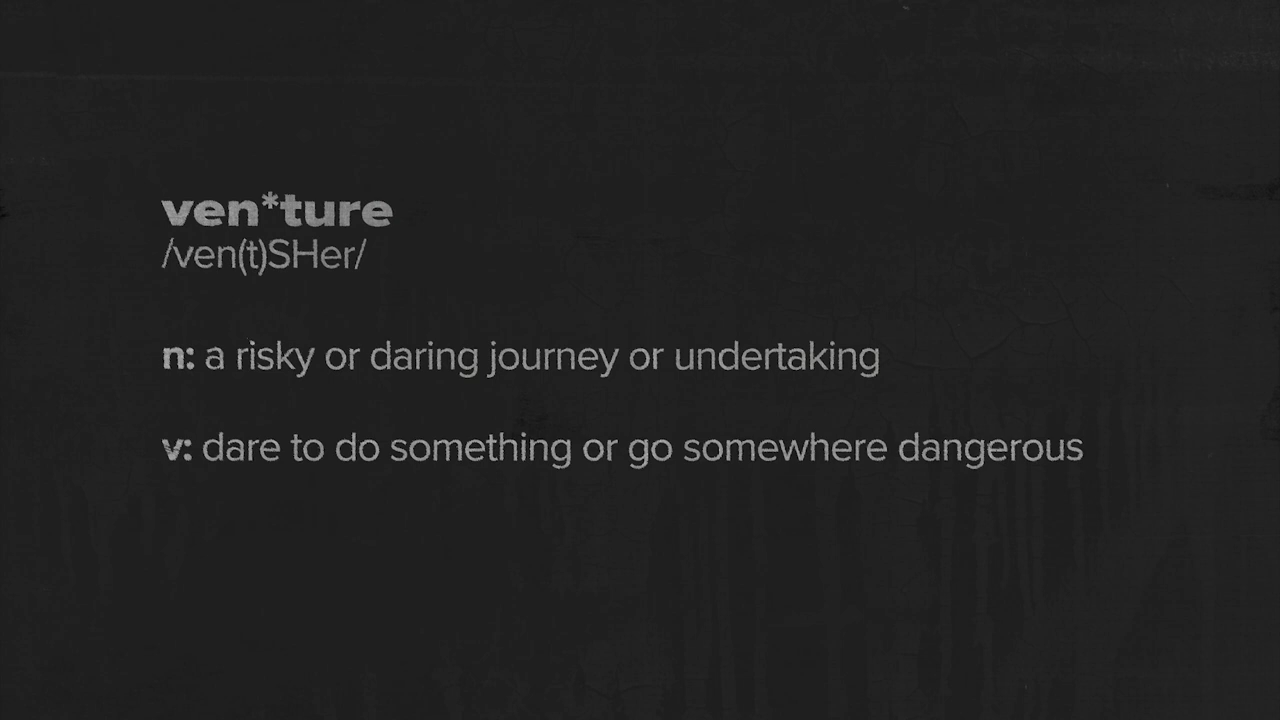 ven*ture
/ven(t)SHer/
n: a risky or daring journey or undertaking
v: dare to do something or go somewhere dangerous